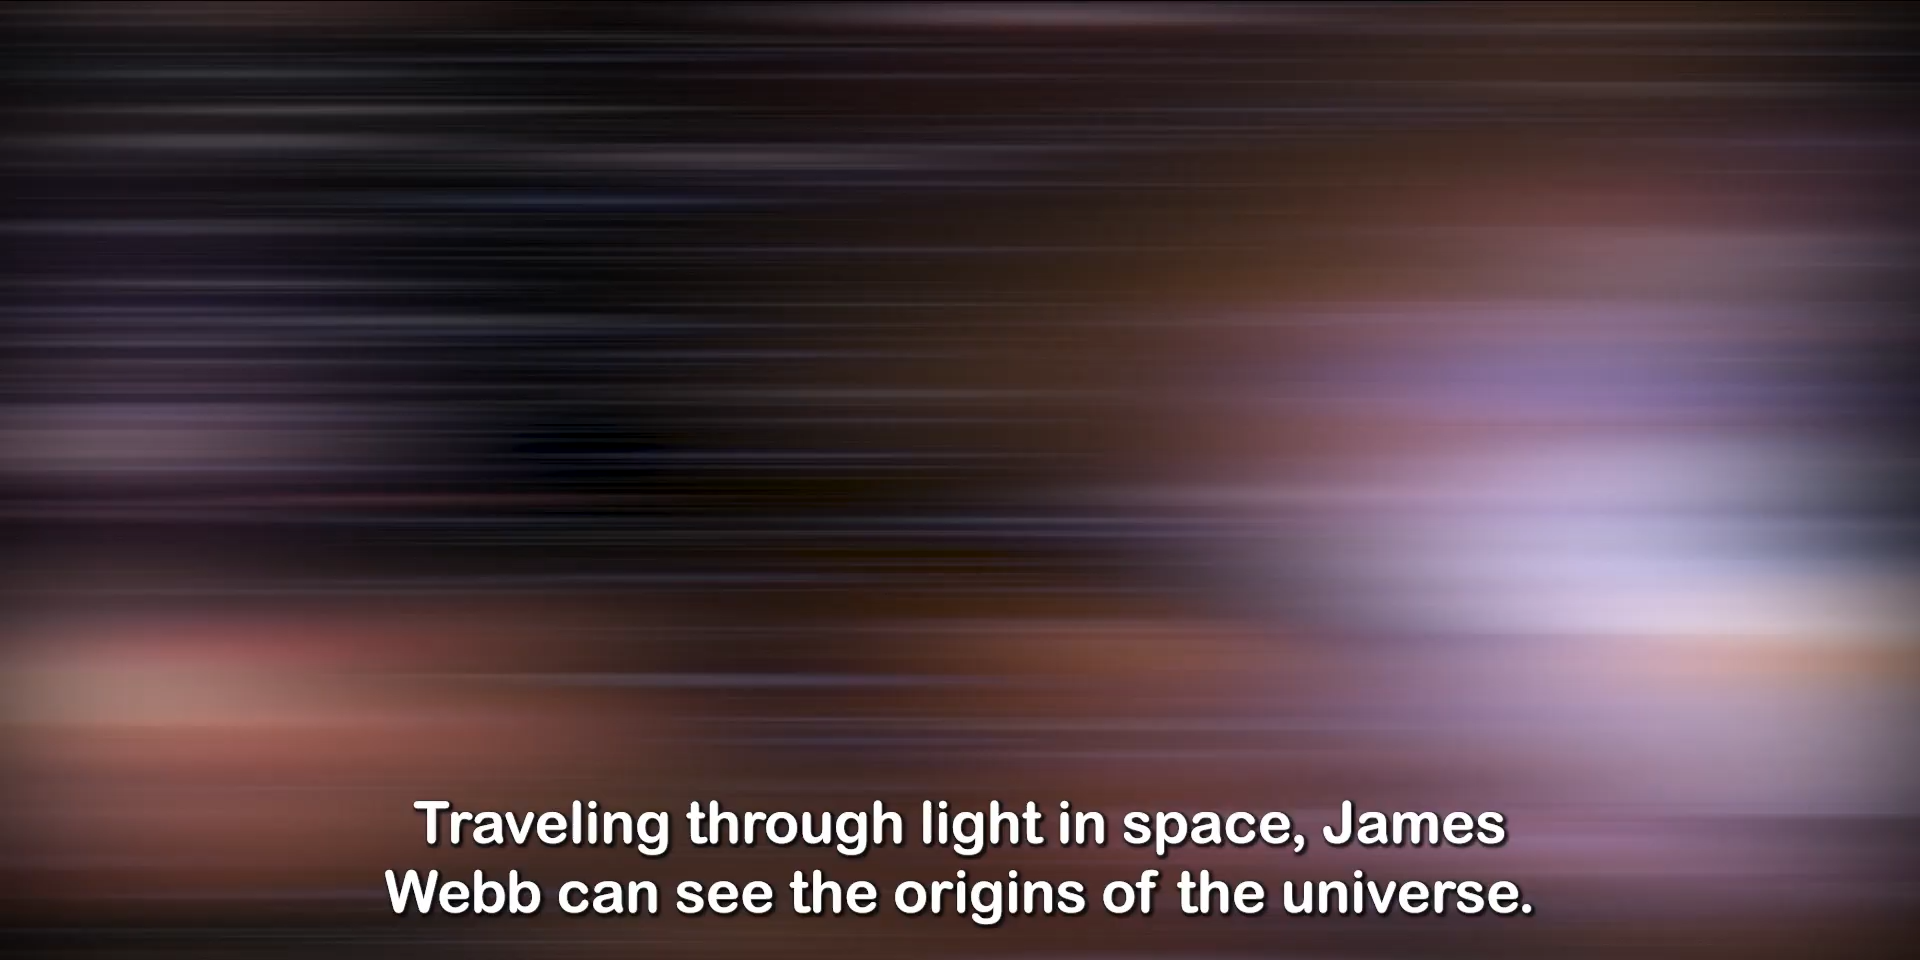 Traveling through light in space, James
Webb can see the origins of the universe.